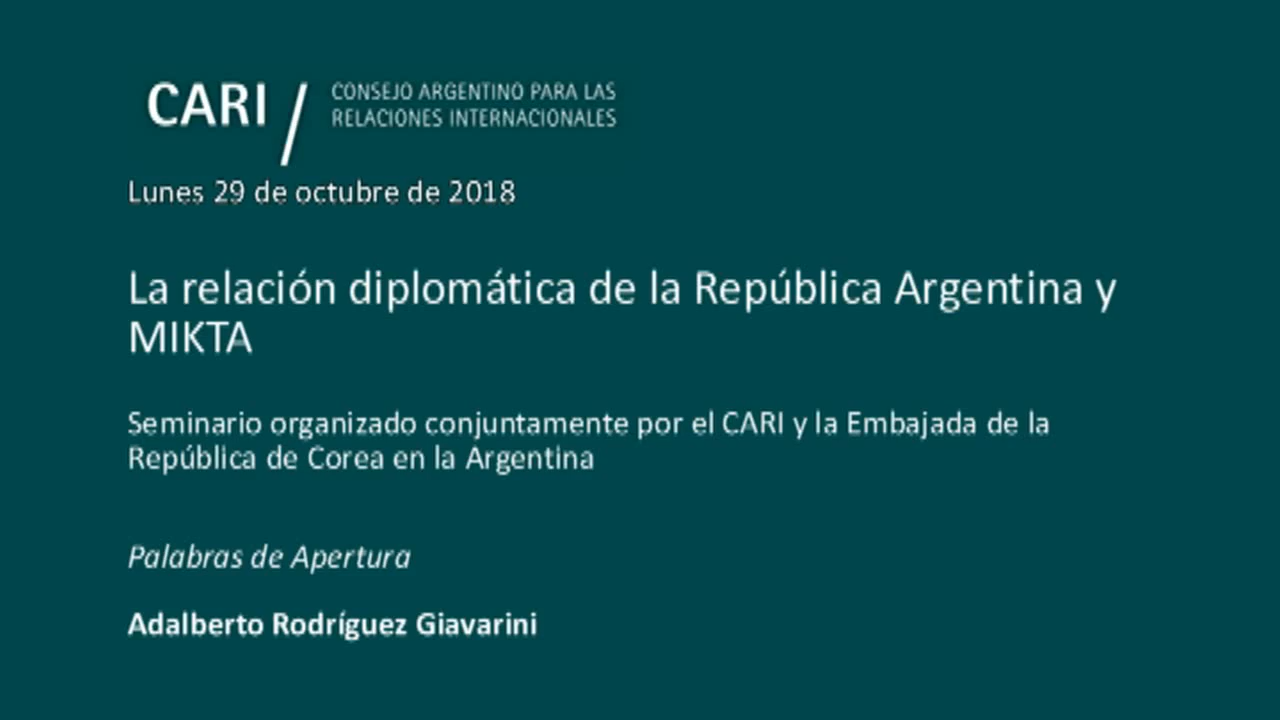 CARI / CONSEJO ARGENTINO PARA LAS
RELACIONES INTERNACIONALES
Lunes 29 de octubre de 2018
La relación diplomática de la República Argentina y
MIKTA
Seminario organizado conjuntamente por el CARI y la Embajada de la
República de Corea en la Argentina
Palabras de Apertura
Adalberto Rodríguez Giavarini